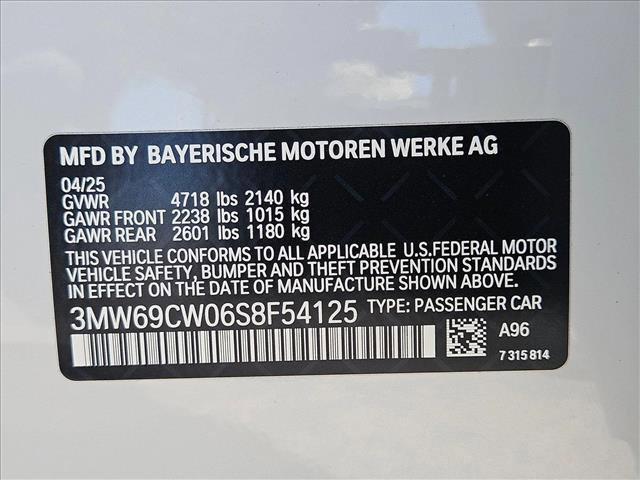 MFD BY BAYERISCHE MOTOREN WERKE AG
04/25
GVWR 4718 lbs 2140 kg
GAWR FRONT 2238 lbs 1015 kg
GAWR REAR 2601 lbs 1180 kg
THIS VEHICLE CONFORMS TO ALL APPLICABLE U.S.FEDERAL MOTOR
VEHICLE SAFETY, BUMPER AND THEFT PREVENTION STANDARDS
IN EFFECT ON THE DATE OF MANUFACTURE SHOWN ABOVE.
3MW69CW06S8F54125 TYPE: PASSENGER CAR
A96
7 315 814